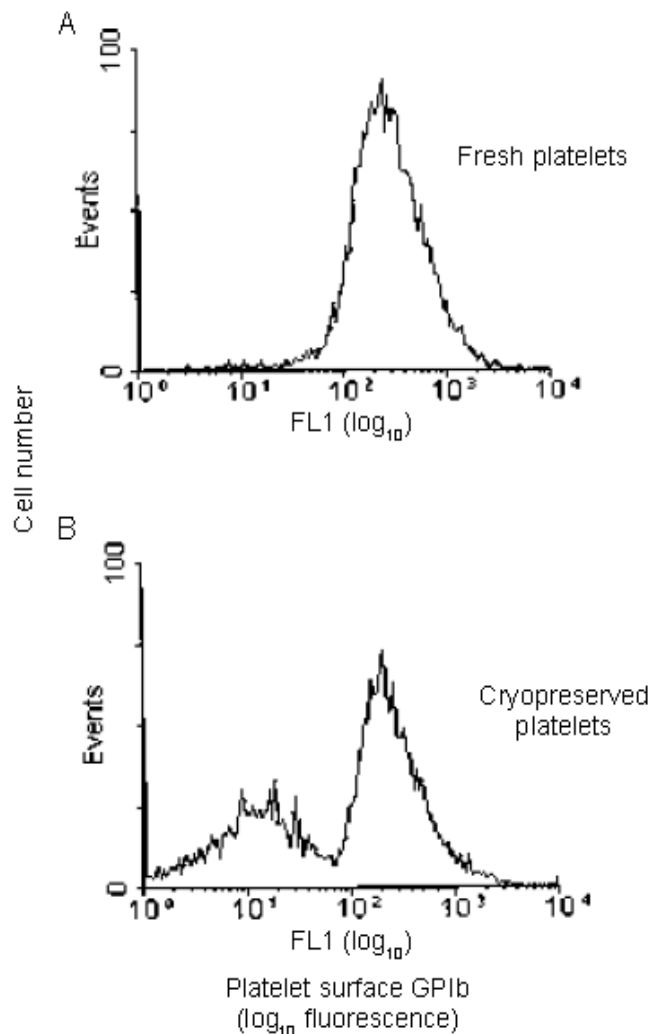 A
100
Events
0
10⁰ 10¹ 10² 10³ 10⁴
FL1 (log₁₀)
Fresh platelets
Cell number
B
100
Events
0
10⁰ 10¹ 10² 10³ 10⁴
FL1 (log₁₀)
Cryopreserved
platelets
Platelet surface GPIb
(log₁₀ fluorescence)